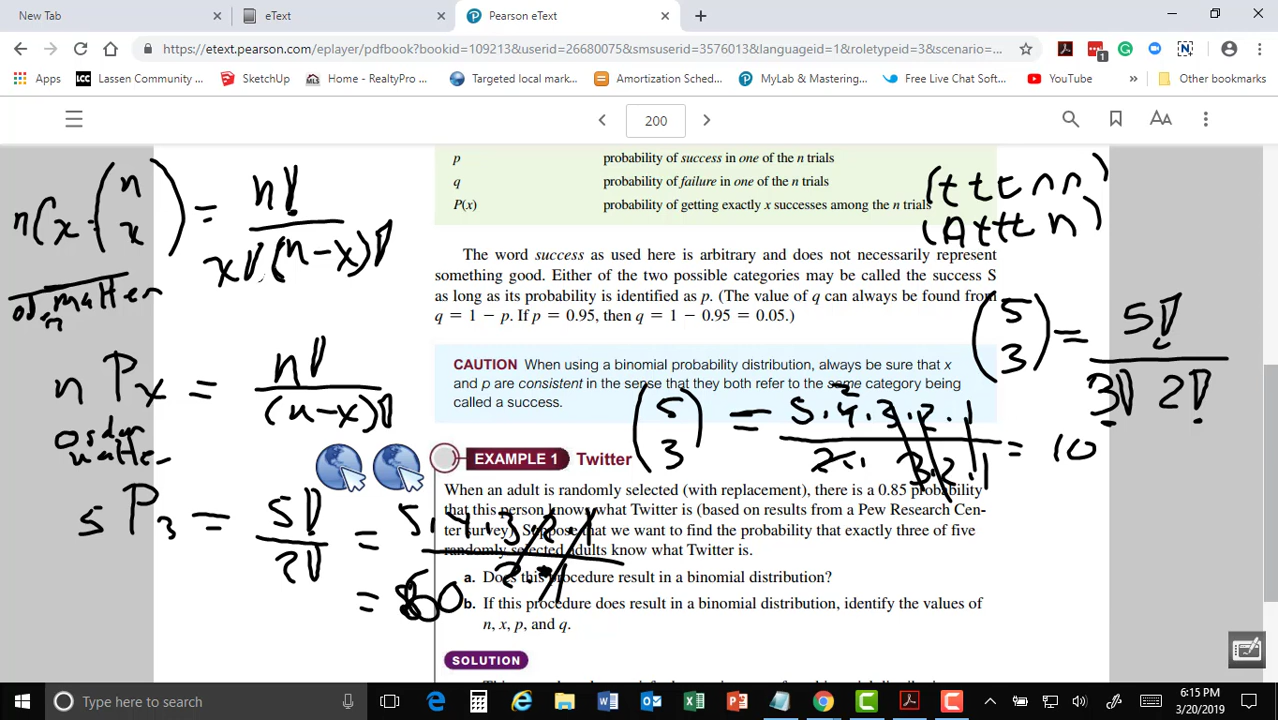 New Tab
eText
Pearson eText
https://etext.pearson.com/eplayer/pdfbook?bookid=109213&userid=26680075&smsuserid=3576013&languageid=1&roletypeid=3&scenario=...
1
Apps
Lassen Community ...
SketchUp
Home - RealtyPro ...
Targeted local mark...
Amortization Sched...
MyLab & Mastering...
Free Live Chat Soft...
YouTube
Other bookmarks
200
p probability of success in one of the n trials
q probability of failure in one of the n trials
P(x) probability of getting exactly x successes among the n trials
The word success as used here is arbitrary and does not necessarily represent
something good. Either of the two possible categories may be called the success S
as long as its probability is identified as p. (The value of q can always be found from
q = 1 − p. If p = 0.95, then q = 1 − 0.95 = 0.05.)
CAUTION When using a binomial probability distribution, always be sure that x
and p are consistent in the sense that they both refer to the same category being
called a success.
EXAMPLE 1 Twitter
When an adult is randomly selected (with replacement), there is a 0.85 probability
that this person knows what Twitter is (based on results from a Pew Research Cen-
ter survey). Suppose that we want to find the probability that exactly three of five
randomly selected adults know what Twitter is.
a. Does this procedure result in a binomial distribution?
b. If this procedure does result in a binomial distribution, identify the values of
n, x, p, and q.
SOLUTION
nCx = (n x) = n! / x! (n-x)!
matter
n P x = n! / (n-x)!
order
matter
5 P 3 = 5! / 2! = 5.4.3.2.1 / 2.1
= 60
(t t t n n)
(5 3) = 5! / 3! 2!
(5 3) = 5.4.3.2.1 / 2.1 3.2.1 = 10
Type here to search
6:15 PM
3/20/2019